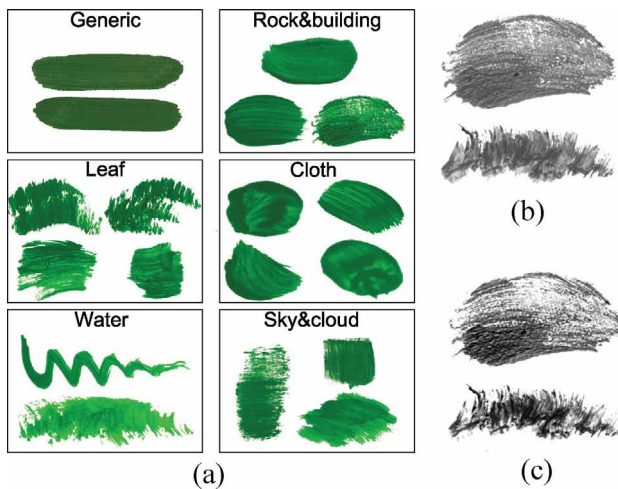 Generic
Rock&building
Leaf
Cloth
Water
Sky&cloud
(a)
(b)
(c)